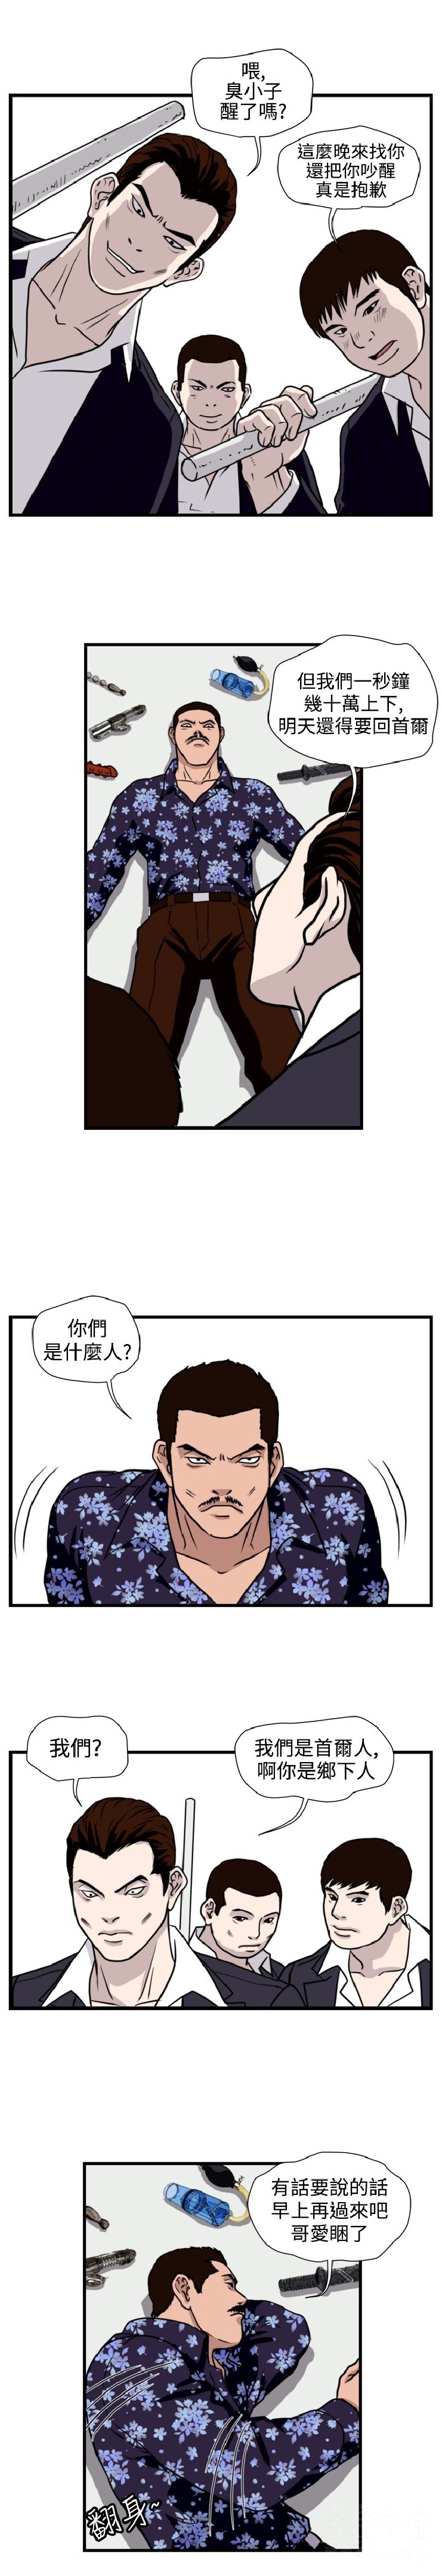 喂,
臭小子
醒了嗎?
這麼晚來找你
還把你吵醒
真是抱歉
但我們一秒鐘
幾十萬上下,
明天還得要回首爾
你們
是什麼人?
我們?
我們是首爾人,
啊你是鄉下人
有話要說的話
早上再過來吧
哥愛睏了
翻身~